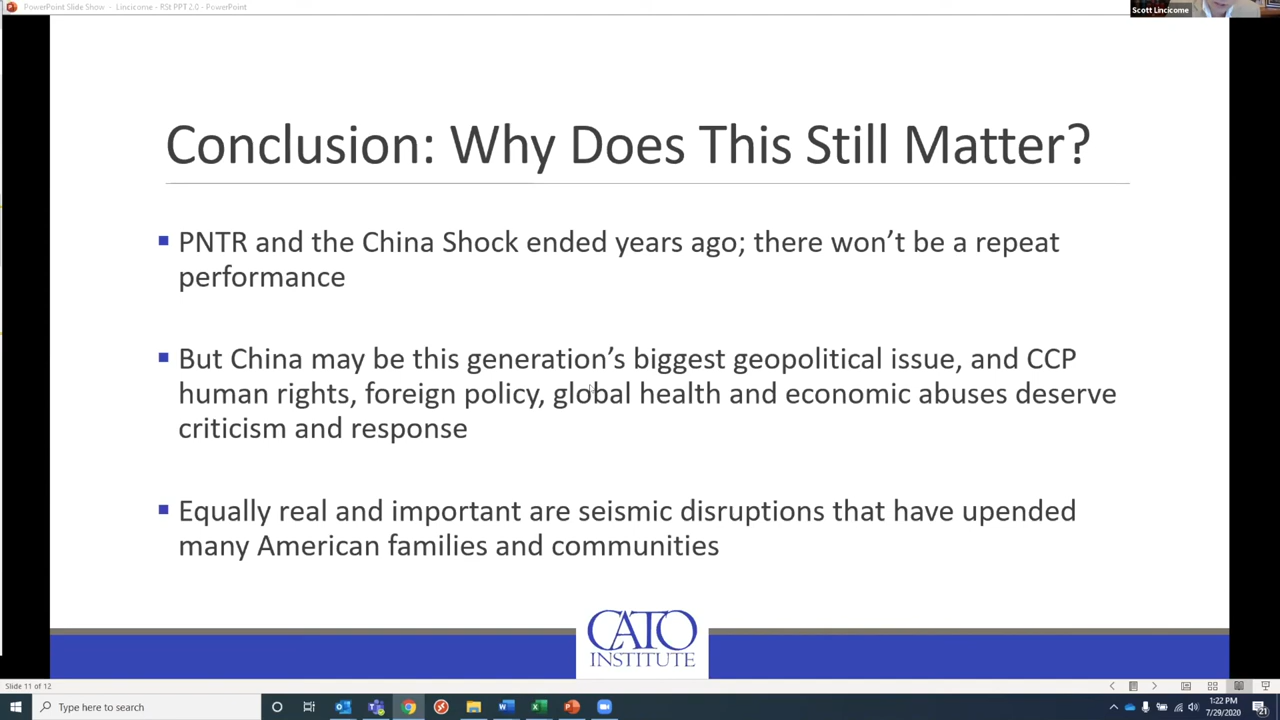 PowerPoint Slide Show - Lincicome - RSI PPT 2.0 - PowerPoint
Scott Lincicome
Conclusion: Why Does This Still Matter?
PNTR and the China Shock ended years ago; there won’t be a repeat
performance
But China may be this generation’s biggest geopolitical issue, and CCP
human rights, foreign policy, global health and economic abuses deserve
criticism and response
Equally real and important are seismic disruptions that have upended
many American families and communities
CATO
INSTITUTE
Slide 11 of 12
Type here to search
1:22 PM
7/29/2020
21